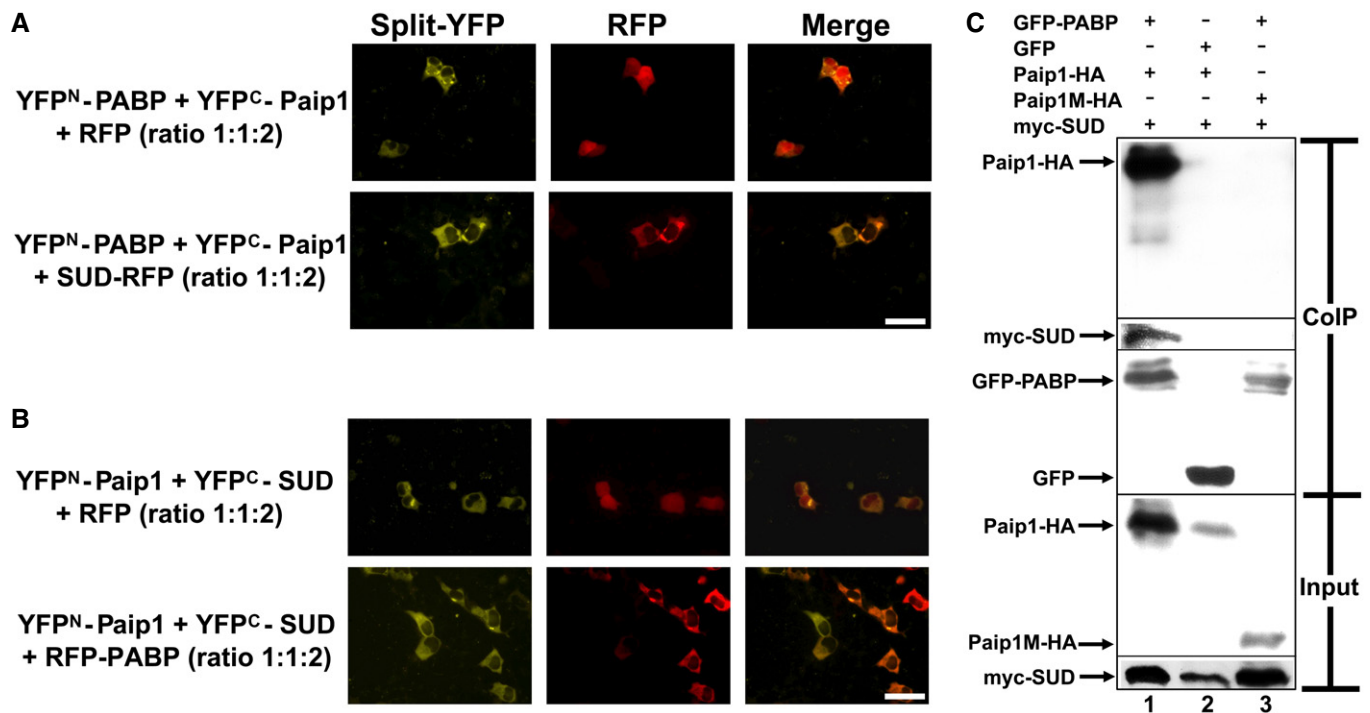 A
Split-YFP RFP Merge
YFPᴺ-PABP + YFPᶜ- Paip1
+ RFP (ratio 1:1:2)
YFPᴺ-PABP + YFPᶜ- Paip1
+ SUD-RFP (ratio 1:1:2)
B
YFPᴺ-Paip1 + YFPᶜ- SUD
+ RFP (ratio 1:1:2)
YFPᴺ-Paip1 + YFPᶜ- SUD
+ RFP-PABP (ratio 1:1:2)
C
GFP-PABP + - +
GFP - + -
Paip1-HA + + -
Paip1M-HA - - +
myc-SUD + + +
Paip1-HA
myc-SUD
GFP-PABP
GFP
CoIP
Paip1-HA
Paip1M-HA
myc-SUD
Input
1 2 3